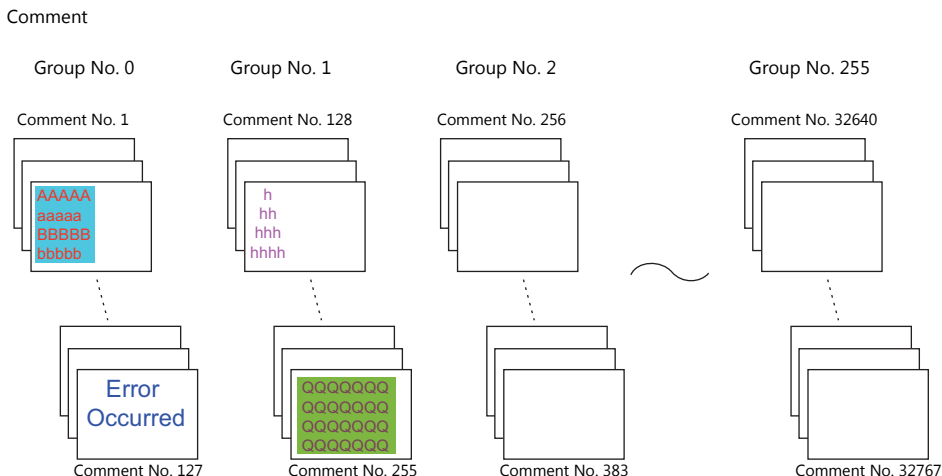 Comment
Group No. 0
Group No. 1
Group No. 2
Group No. 255
Comment No. 1
Comment No. 128
Comment No. 256
Comment No. 32640
AAAAA
aaaaa
BBBBB
bbbbb
h
hh
hhh
hhhh
Error
Occurred
QQQQQQQ
QQQQQQQ
QQQQQQQ
QQQQQQQ
Comment No. 127
Comment No. 255
Comment No. 383
Comment No. 32767